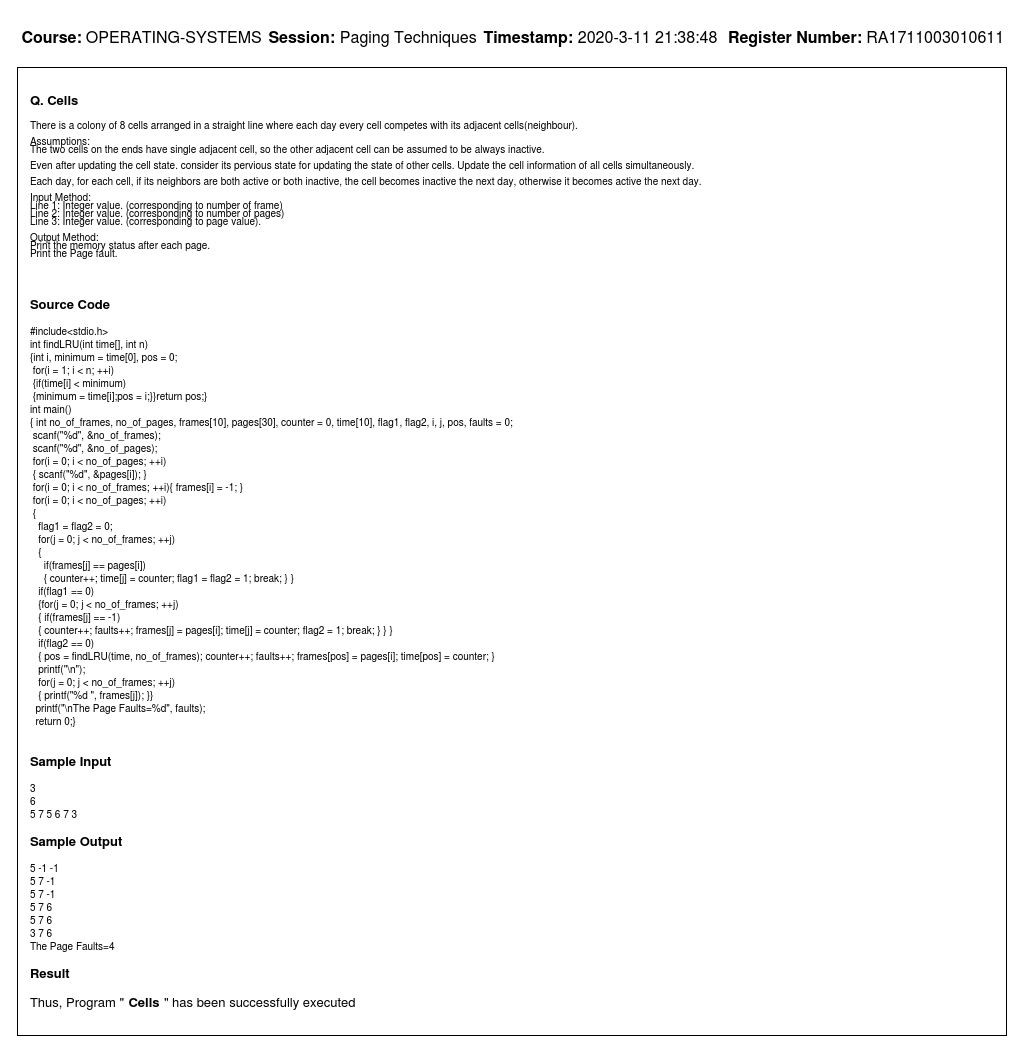 Course: OPERATING-SYSTEMS Session: Paging Techniques Timestamp: 2020-3-11 21:38:48 Register Number: RA1711003010611
Q. Cells
There is a colony of 8 cells arranged in a straight line where each day every cell competes with its adjacent cells(neighbour).
Assumptions:
The two cells on the ends have single adjacent cell, so the other adjacent cell can be assumed to be always inactive.
Even after updating the cell state. consider its pervious state for updating the state of other cells. Update the cell information of all cells simultaneously.
Each day, for each cell, if its neighbors are both active or both inactive, the cell becomes inactive the next day, otherwise it becomes active the next day.
Input Method:
Line 1: Integer value. (corresponding to number of frame)
Line 2: Integer value. (corresponding to number of pages)
Line 3: Integer value. (corresponding to page value).
Output Method:
Print the memory status after each page.
Print the Page fault.
Source Code
#include<stdio.h>
int findLRU(int time[], int n)
{int i, minimum = time[0], pos = 0;
for(i = 1; i < n; ++i)
{if(time[i] < minimum)
{minimum = time[i];pos = i;}}return pos;}
int main()
{ int no_of_frames, no_of_pages, frames[10], pages[30], counter = 0, time[10], flag1, flag2, i, j, pos, faults = 0;
scanf("%d", &no_of_frames);
scanf("%d", &no_of_pages);
for(i = 0; i < no_of_pages; ++i)
{ scanf("%d", &pages[i]); }
for(i = 0; i < no_of_frames; ++i){ frames[i] = -1; }
for(i = 0; i < no_of_pages; ++i)
{
flag1 = flag2 = 0;
for(j = 0; j < no_of_frames; ++j)
{
if(frames[j] == pages[i])
{ counter++; time[j] = counter; flag1 = flag2 = 1; break; } }
if(flag1 == 0)
{for(j = 0; j < no_of_frames; ++j)
{ if(frames[j] == -1)
{ counter++; faults++; frames[j] = pages[i]; time[j] = counter; flag2 = 1; break; } } }
if(flag2 == 0)
{ pos = findLRU(time, no_of_frames); counter++; faults++; frames[pos] = pages[i]; time[pos] = counter; }
printf("\n");
for(j = 0; j < no_of_frames; ++j)
{ printf("%d ", frames[j]); }}
printf("\nThe Page Faults=%d", faults);
return 0;}
Sample Input
3
6
5 7 5 6 7 3
Sample Output
5 -1 -1
5 7 -1
5 7 -1
5 7 6
5 7 6
3 7 6
The Page Faults=4
Result
Thus, Program " Cells " has been successfully executed